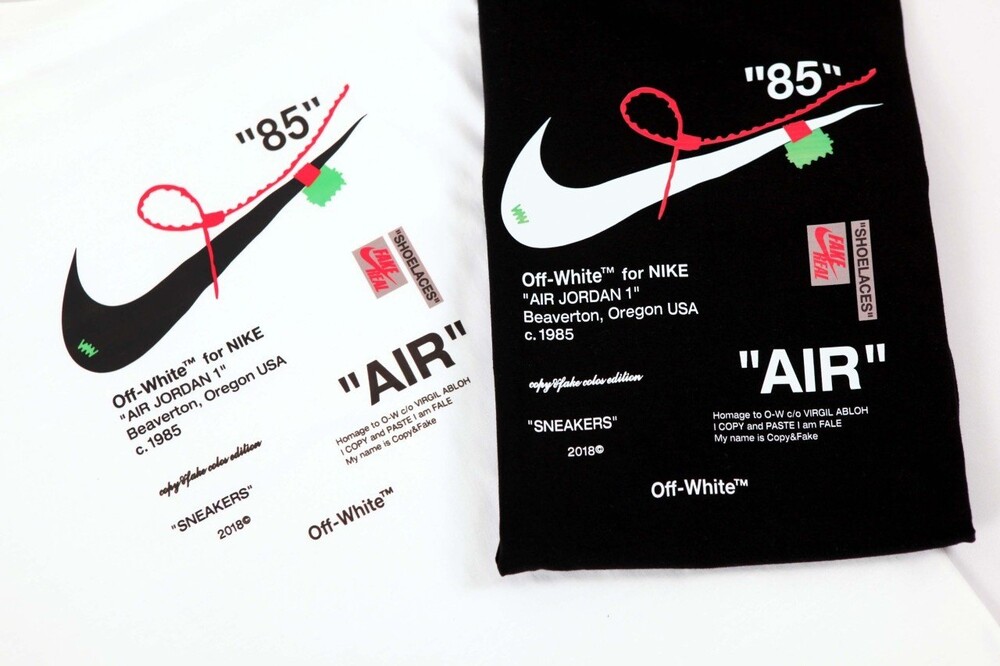 "85"
FAKE
REAL
"SHOELACES"
Off-White™ for NIKE
"AIR JORDAN 1"
Beaverton, Oregon USA
c. 1985
"AIR"
copy&fake color edition
Homage to O-W c/o VIRGIL ABLOH
I COPY and PASTE I am FALE
My name is Copy&Fake
"SNEAKERS"
2018©
Off-White™
"85"
FAKE
REAL
"SHOELACES"
Off-White™ for NIKE
"AIR JORDAN 1"
Beaverton, Oregon USA
c. 1985
"AIR"
copy&fake color edition
Homage to O-W c/o VIRGIL ABLOH
I COPY and PASTE I am FALE
My name is Copy&Fake
"SNEAKERS"
2018©
Off-White™